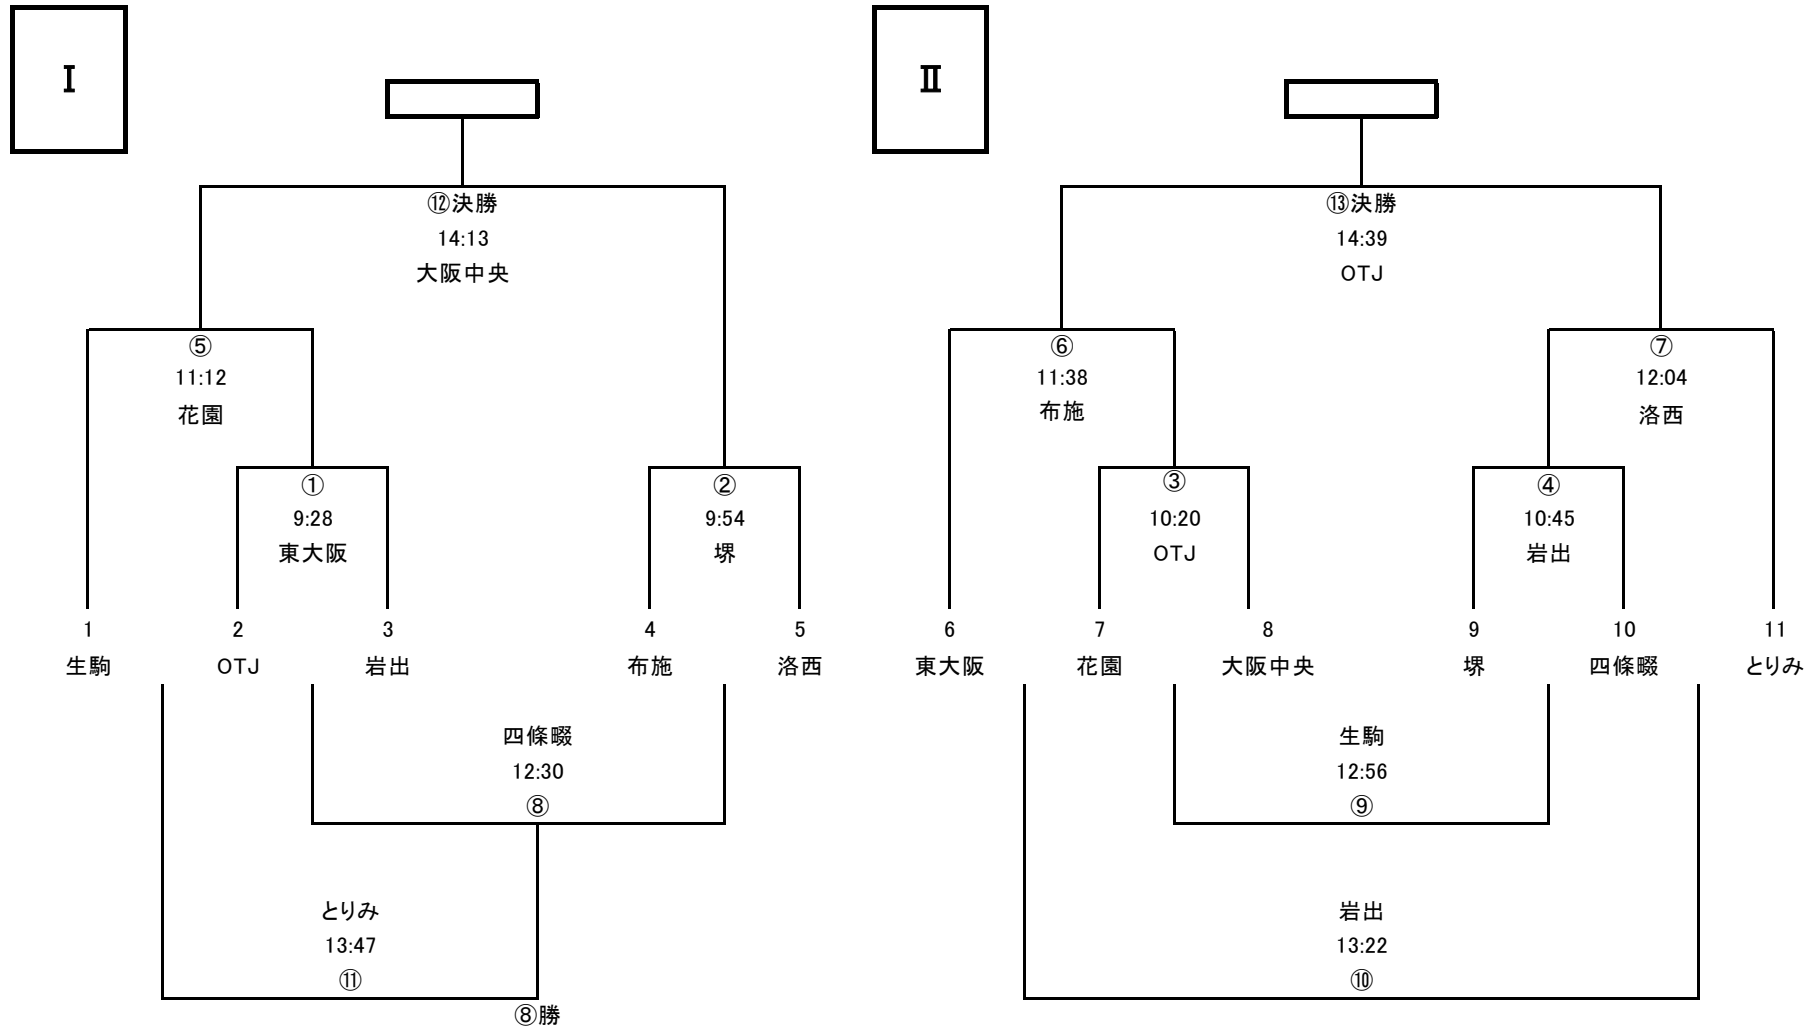 Ⅰ
⑫決勝
14:13
大阪中央
⑤
11:12
花園
①
9:28
東大阪
②
9:54
堺
1 2 3 4 5
生駒 OTJ 岩出 布施 洛西
四條畷
12:30
⑧
とりみ
13:47
⑪
⑧勝
Ⅱ
⑬決勝
14:39
OTJ
⑥
11:38
布施
⑦
12:04
洛西
③
10:20
OTJ
④
10:45
岩出
6 7 8 9 10 11
東大阪 花園 大阪中央 堺 四條畷 とりみ
生駒
12:56
⑨
岩出
13:22
⑩